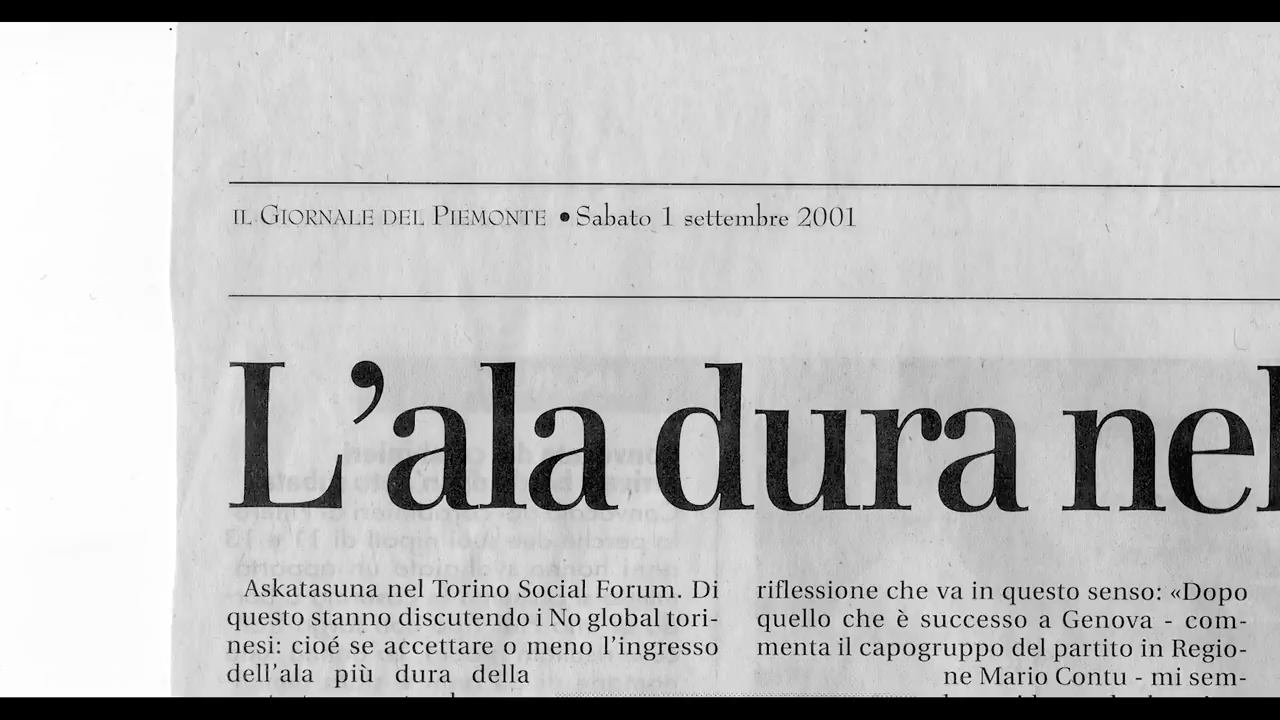 IL GIORNALE DEL PIEMONTE • Sabato 1 settembre 2001
L'ala dura nel
Askatasuna nel Torino Social Forum. Di
questo stanno discutendo i No global tori-
nesi: cioé se accettare o meno l'ingresso
dell'ala più dura della
riflessione che va in questo senso: «Dopo
quello che è successo a Genova - com-
menta il capogruppo del partito in Regio-
ne Mario Contu - mi sem-